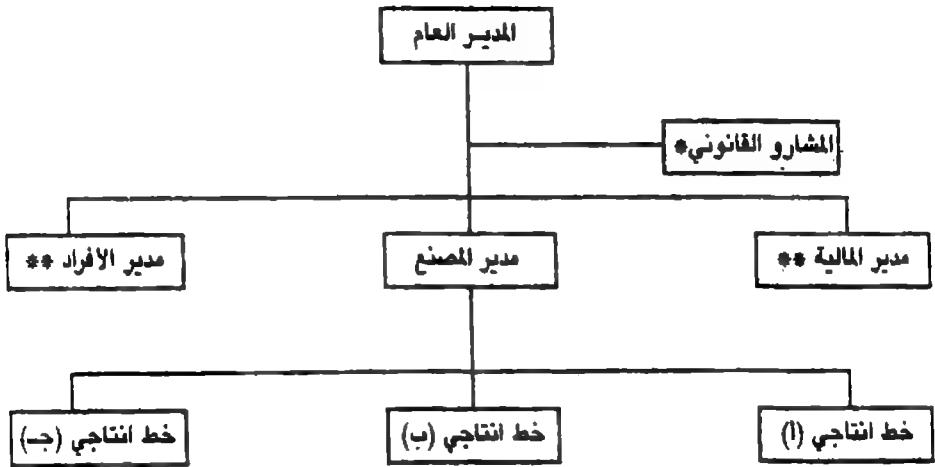 المديـر العام
المشارو القانوني*
مدير المالية **
مدير المصنع
مدير الأفراد **
خط انتاجي (أ)
خط انتاجي (ب)
خط انتاجي (جـ)